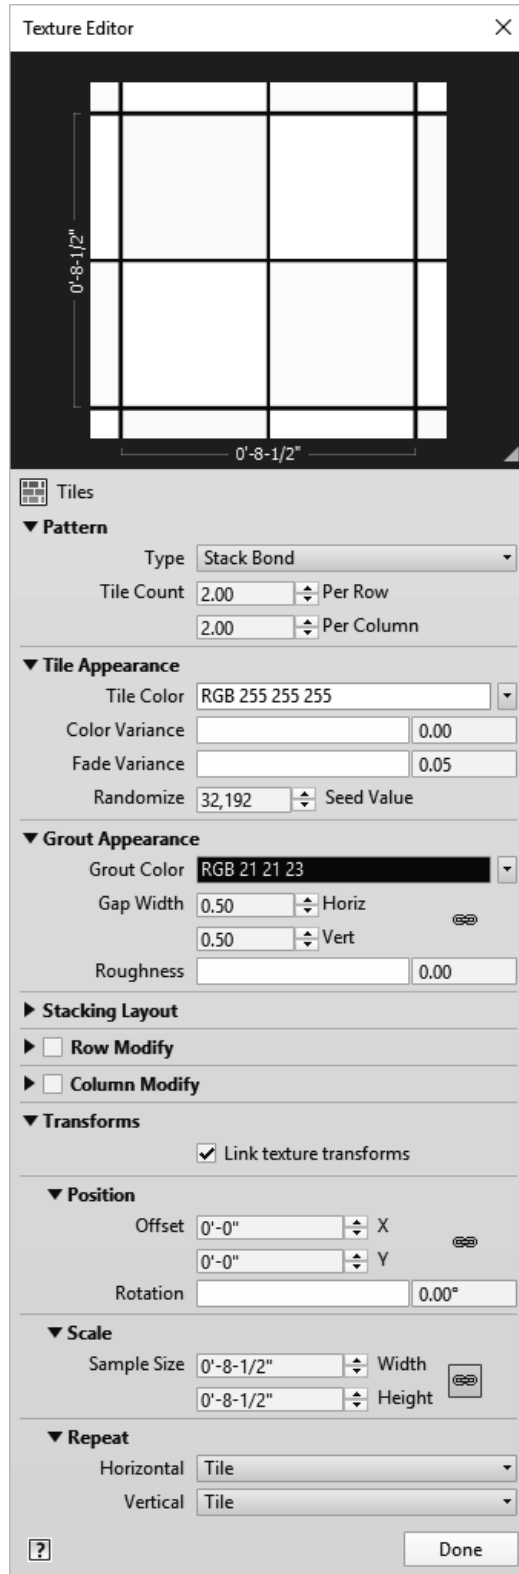 Texture Editor
0'-8-1/2"
0'-8-1/2"
Tiles
Pattern
Type Stack Bond
Tile Count 2.00 Per Row
2.00 Per Column
Tile Appearance
Tile Color RGB 255 255 255
Color Variance 0.00
Fade Variance 0.05
Randomize 32,192 Seed Value
Grout Appearance
Grout Color RGB 21 21 23
Gap Width 0.50 Horiz
0.50 Vert
Roughness 0.00
Stacking Layout
Row Modify
Column Modify
Transforms
Link texture transforms
Position
Offset 0'-0" X
0'-0" Y
Rotation 0.00°
Scale
Sample Size 0'-8-1/2" Width
0'-8-1/2" Height
Repeat
Horizontal Tile
Vertical Tile
? Done